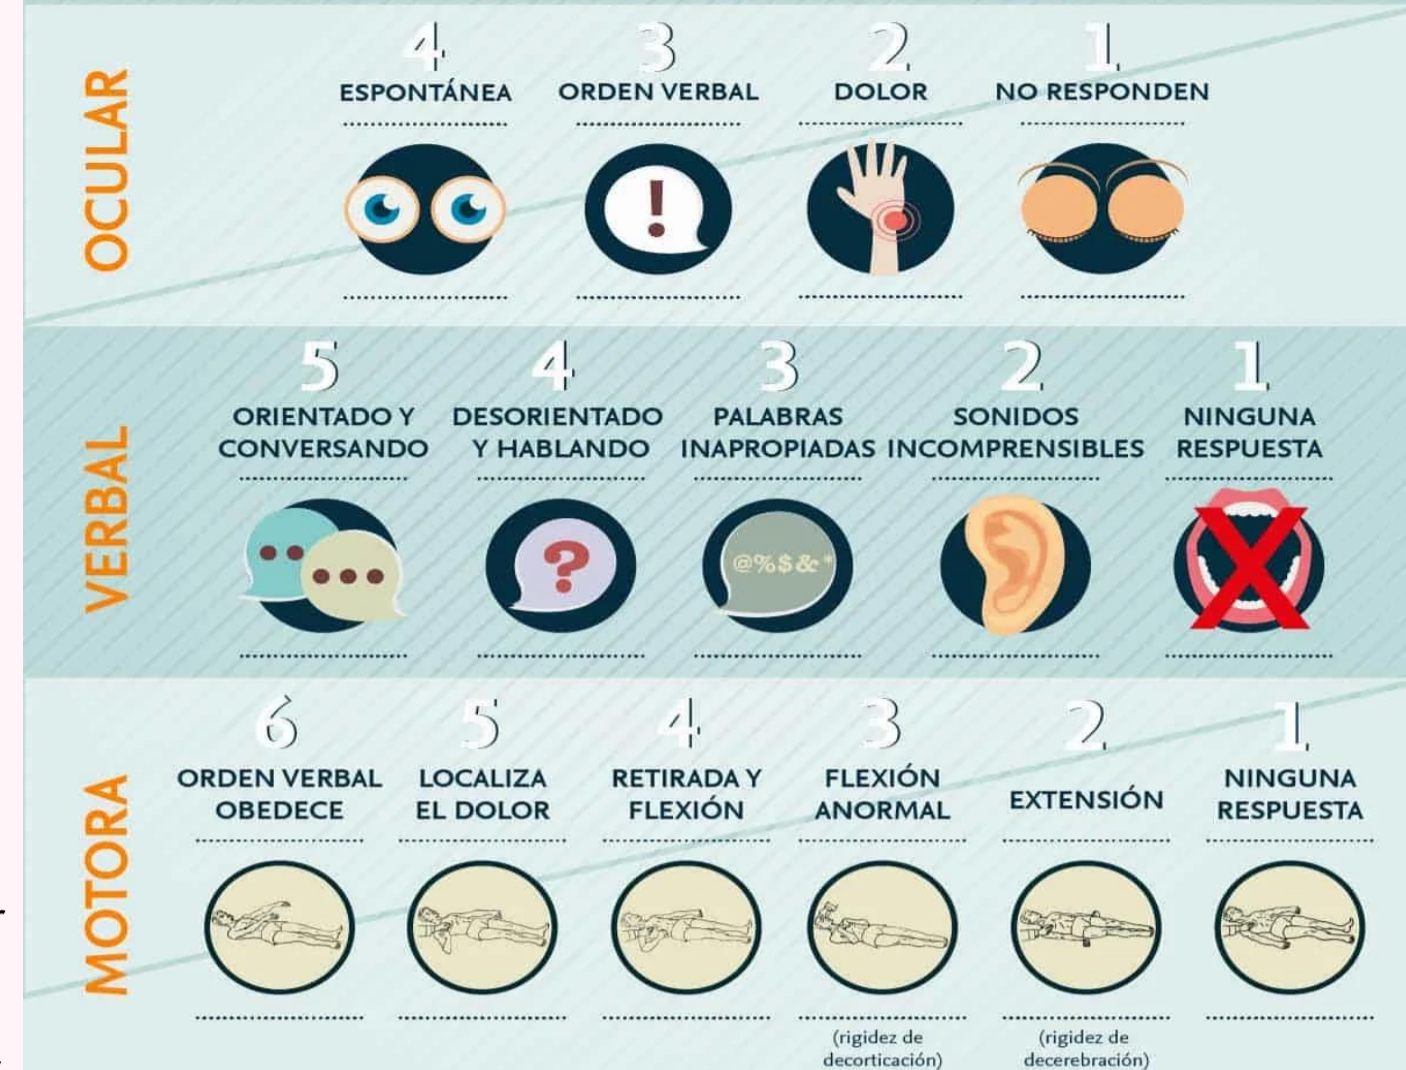 OCULAR
4
ESPONTÁNEA
3
ORDEN VERBAL
2
DOLOR
1
NO RESPONDEN
!
VERBAL
5
ORIENTADO Y
CONVERSANDO
4
DESORIENTADO
Y HABLANDO
3
PALABRAS
INAPROPIADAS
2
SONIDOS
INCOMPRENSIBLES
1
NINGUNA
RESPUESTA
?
@%$&*
X
MOTORA
6
ORDEN VERBAL
OBEDECE
5
LOCALIZA
EL DOLOR
4
RETIRADA Y
FLEXIÓN
3
FLEXIÓN
ANORMAL
(rigidez de
decorticación)
2
EXTENSIÓN
(rigidez de
decerebración)
1
NINGUNA
RESPUESTA